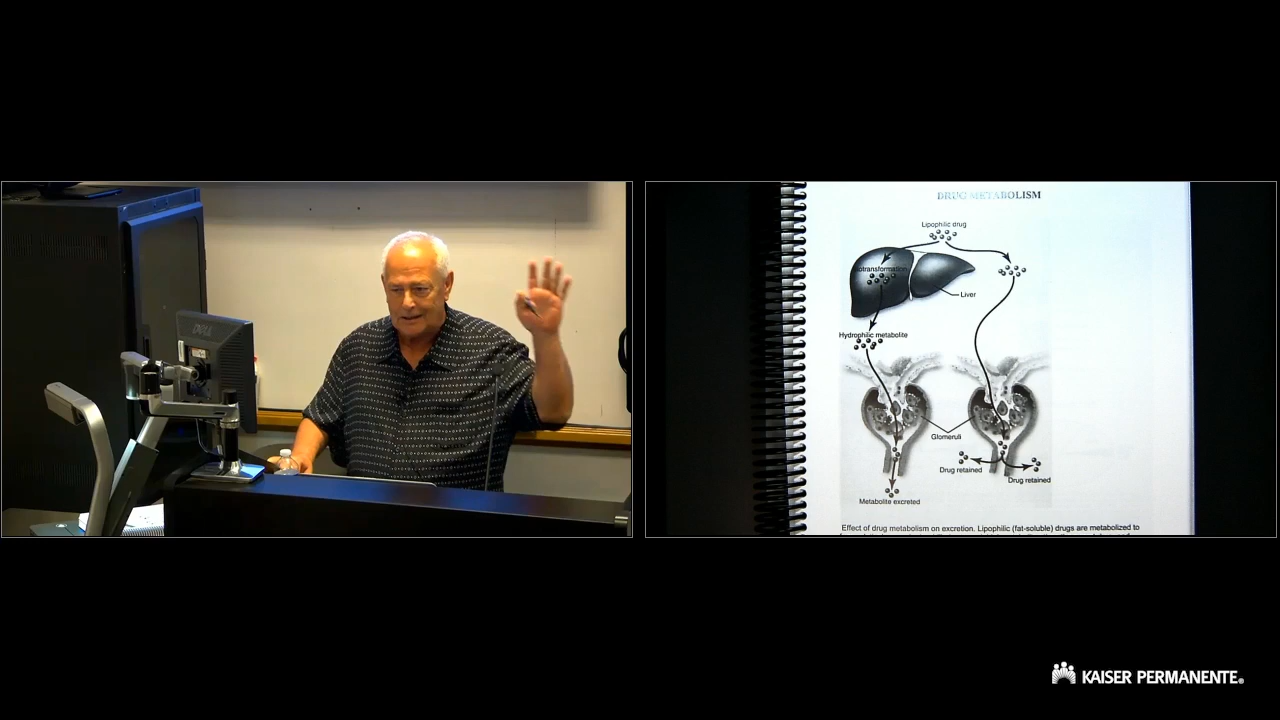 DRUG METABOLISM
Lipophilic drug
Liver
Hydrophilic metabolite
Glomeruli
Drug retained
Drug retained
Metabolite excreted
Effect of drug metabolism on excretion. Lipophilic (fat-soluble) drugs are metabolized to
KAISER PERMANENTE®